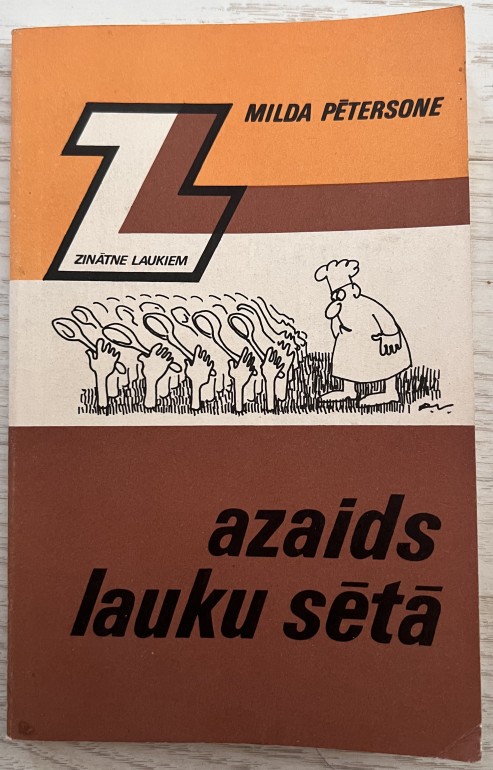 MILDA PĒTERSONE
ZINĀTNE LAUKIEM
azaids
lauku sētā